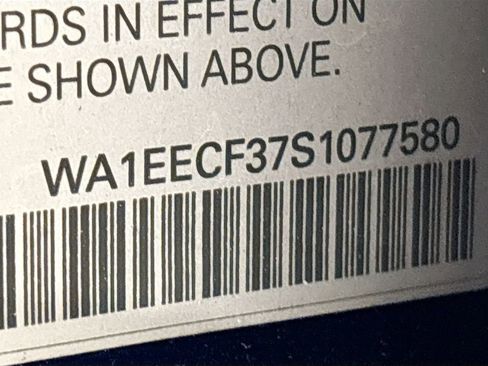 RDS IN EFFECT ON
E SHOWN ABOVE.
WA1EECF37S1077580